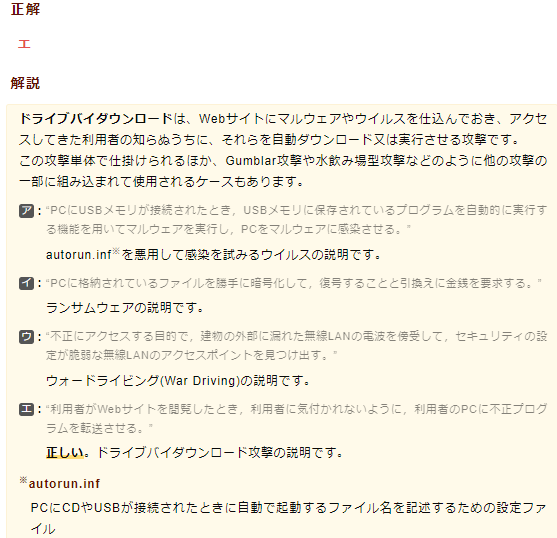 正解
エ
解説
ドライブバイダウンロードは、Webサイトにマルウェアやウイルスを仕込んでおき、アクセ
スしてきた利用者の知らぬうちに、それらを自動ダウンロード又は実行させる攻撃です。
この攻撃単体で仕掛けられるほか、Gumblar攻撃や水飲み場型攻撃などのように他の攻撃の
一部に組み込まれて使用されるケースもあります。
ア：“PCにUSBメモリが接続されたとき，USBメモリに保存されているプログラムを自動的に実行す
る機能を用いてマルウェアを実行し，PCをマルウェアに感染させる。”
autorun.inf※を悪用して感染を試みるウイルスの説明です。
イ：“PCに格納されているファイルを勝手に暗号化して，復号することと引換えに金銭を要求する。”
ランサムウェアの説明です。
ウ：“不正にアクセスする目的で，建物の外部に漏れた無線LANの電波を傍受して，セキュリティの設
定が脆弱な無線LANのアクセスポイントを見つけ出す。”
ウォードライビング(War Driving)の説明です。
エ：“利用者がWebサイトを閲覧したとき，利用者に気付かれないように，利用者のPCに不正プログ
ラムを転送させる。”
正しい。ドライブバイダウンロード攻撃の説明です。
※autorun.inf
PCにCDやUSBが接続されたときに自動で起動するファイル名を記述するための設定ファ
イル